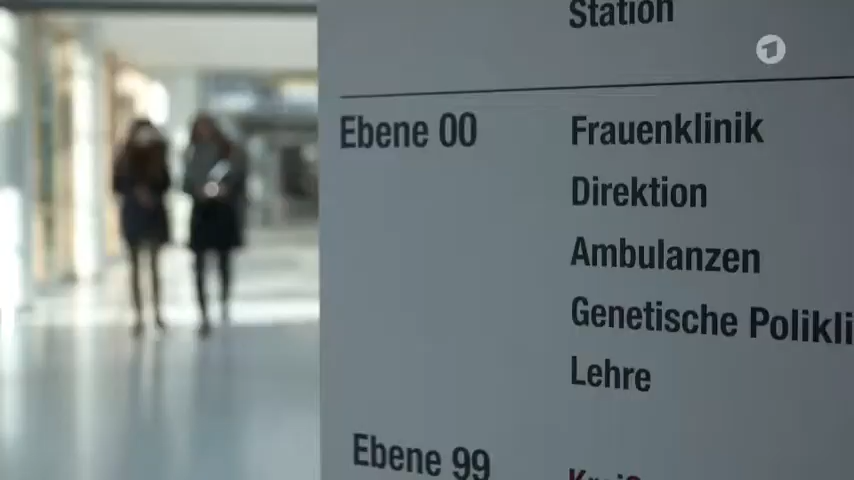 Station
Ebene 00 Frauenklinik
Direktion
Ambulanzen
Genetische Polikli
Lehre
Ebene 99